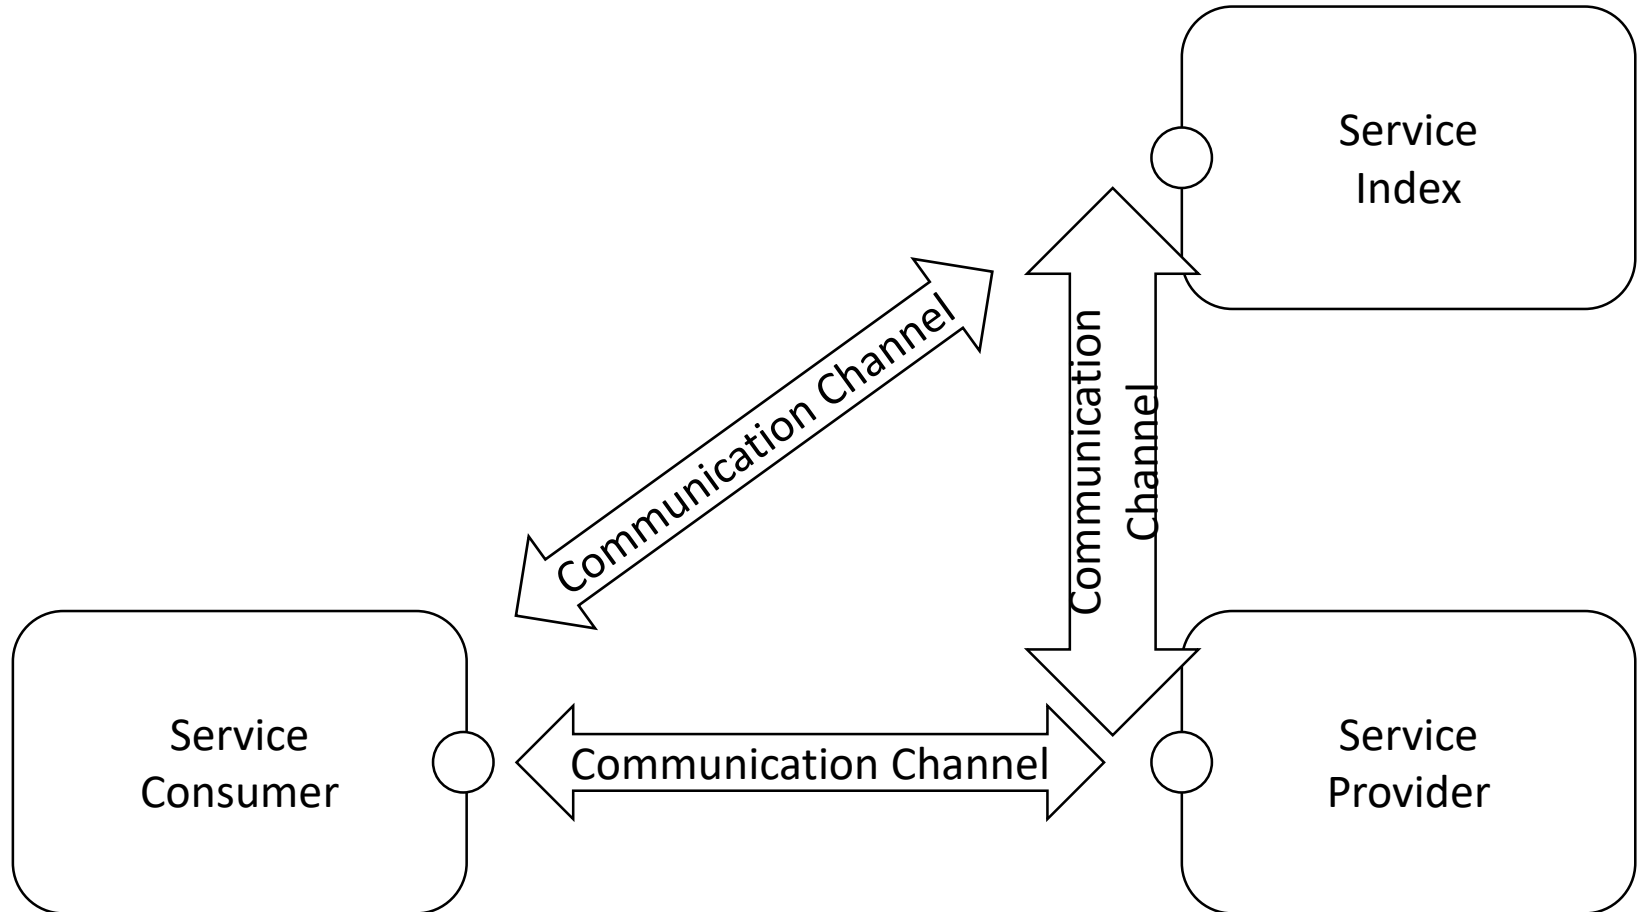 Service
Index
Communication Channel
Communication
Channel
Service
Consumer
Communication Channel
Service
Provider